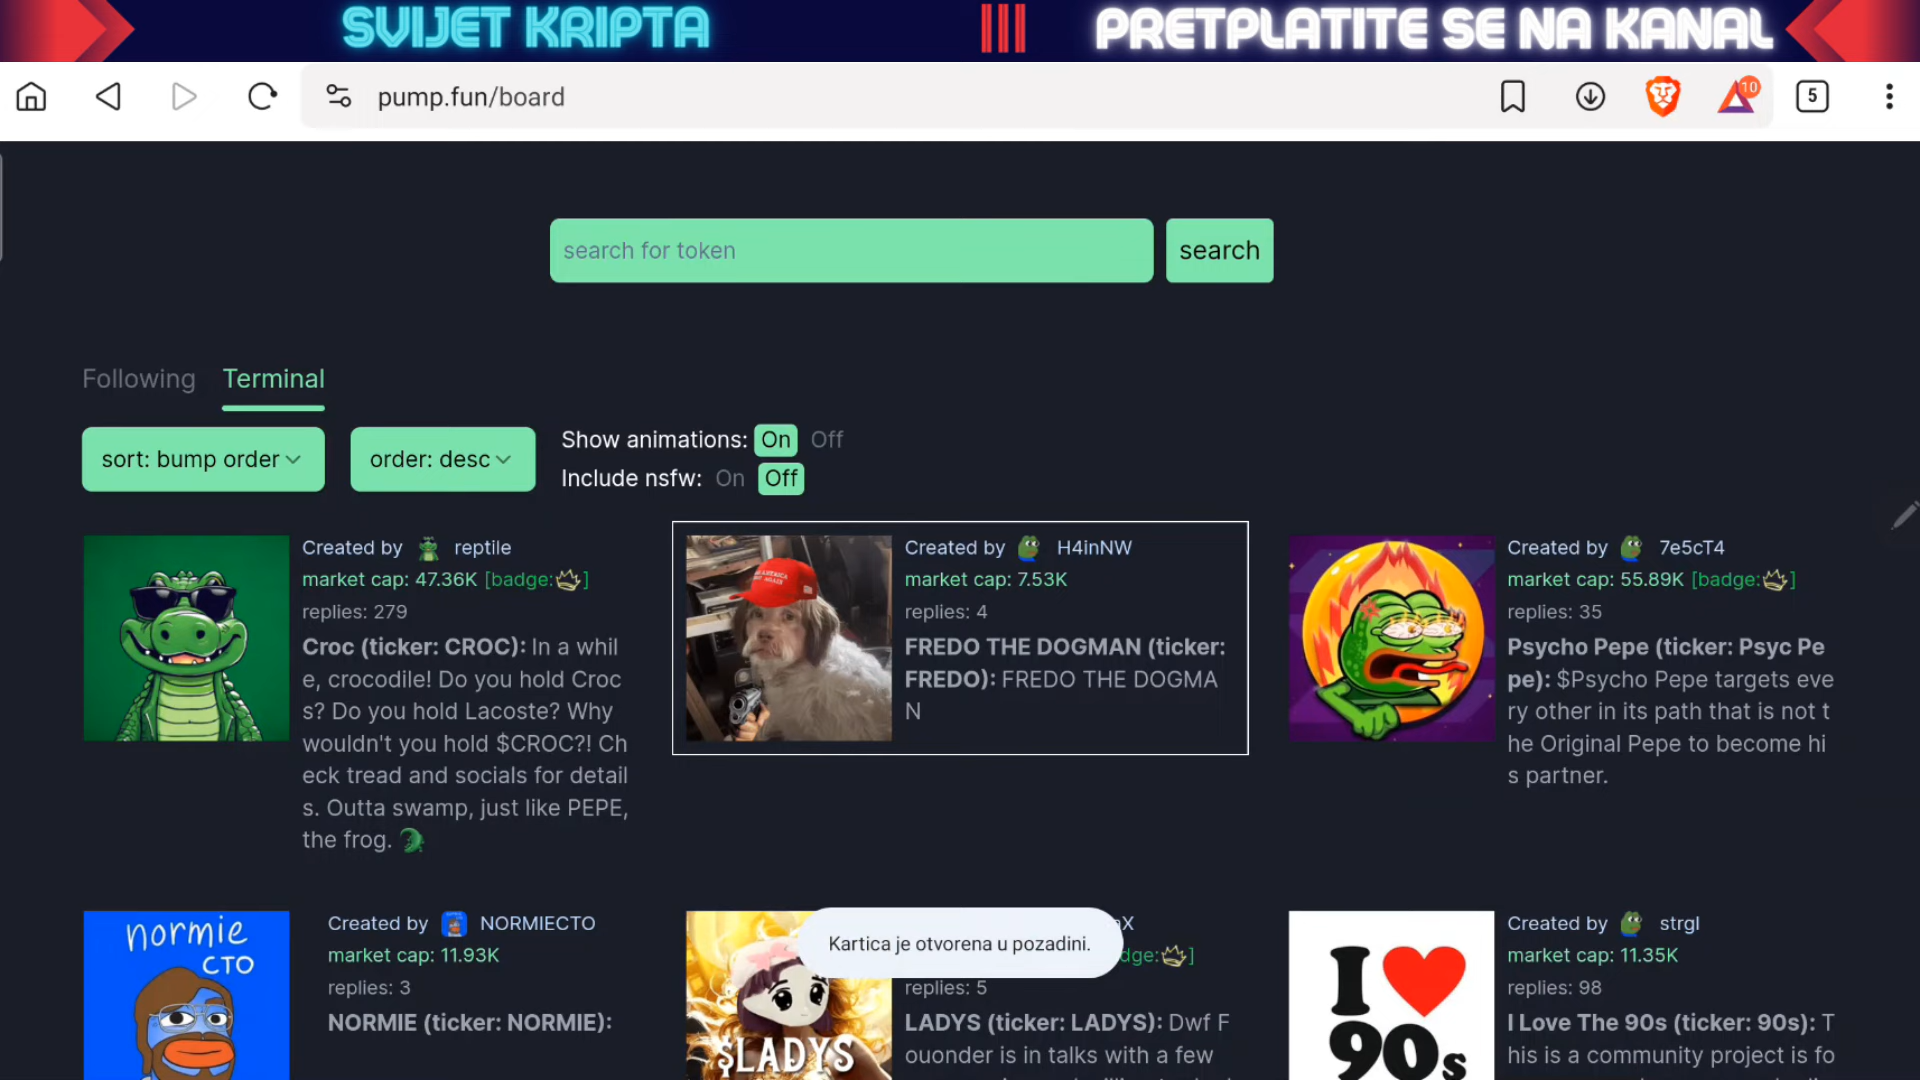 SVIJET KRIPTA
PRETPLATITE SE NA KANAL
pump.fun/board
10
5
search for token
search
Following
Terminal
sort: bump order
order: desc
Show animations: On Off
Include nsfw: On Off
Created by reptile
market cap: 47.36K [badge: ]
replies: 279
Croc (ticker: CROC): In a whil
e, crocodile! Do you hold Croc
s? Do you hold Lacoste? Why
wouldn't you hold $CROC?! Ch
eck tread and socials for detail
s. Outta swamp, just like PEPE,
the frog.
Created by H4inNW
market cap: 7.53K
replies: 4
FREDO THE DOGMAN (ticker:
FREDO): FREDO THE DOGMA
N
Created by 7e5cT4
market cap: 55.89K [badge: ]
replies: 35
Psycho Pepe (ticker: Psyc Pe
pe): $Psycho Pepe targets eve
ry other in its path that is not t
he Original Pepe to become hi
s partner.
normie
CTO
Created by NORMIECTO
market cap: 11.93K
replies: 3
NORMIE (ticker: NORMIE):
$LADYS
Kartica je otvorena u pozadini.
replies: 5
LADYS (ticker: LADYS): Dwf F
ouonder is in talks with a few
I
90s
Created by strgl
market cap: 11.35K
replies: 98
I Love The 90s (ticker: 90s): T
his is a community project is fo